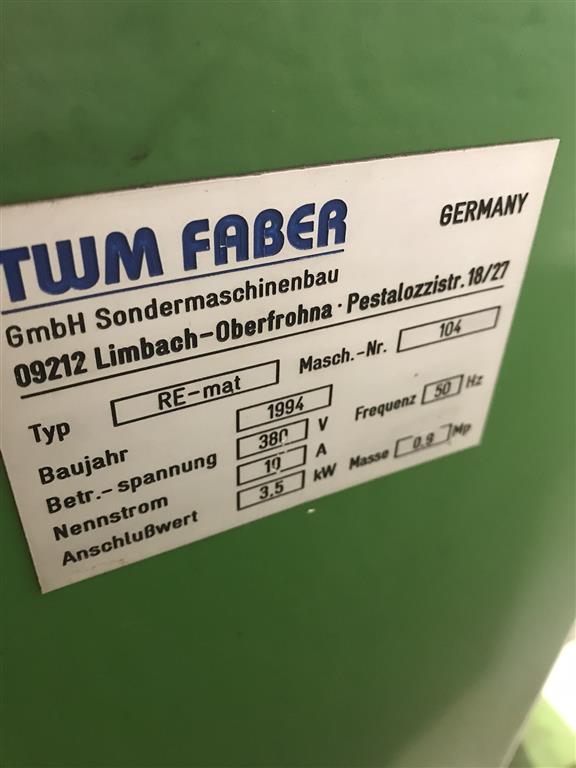 TWM FABER GERMANY
GmbH Sondermaschinenbau
09212 Limbach-Oberfrohna · Pestalozzistr. 18/27
Typ RE-mat Masch.-Nr. 104
Baujahr 1994
Betr.-spannung 380 V Frequenz 50 Hz
Nennstrom 10 A
Anschlußwert 3.5 kW Masse 0.9 Mp